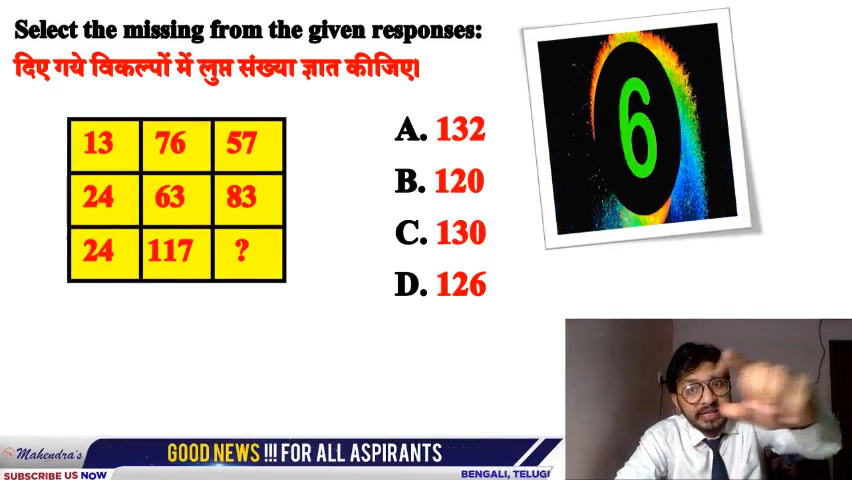 Select the missing from the given responses:
दिए गये विकल्पों में लुप्त संख्या ज्ञात कीजिए।
13 76 57
24 63 83
24 117 ?
A. 132
B. 120
C. 130
D. 126
6
Mahendra's
GOOD NEWS !!! FOR ALL ASPIRANTS
SUBSCRIBE US NOW
BENGALI, TELUGU